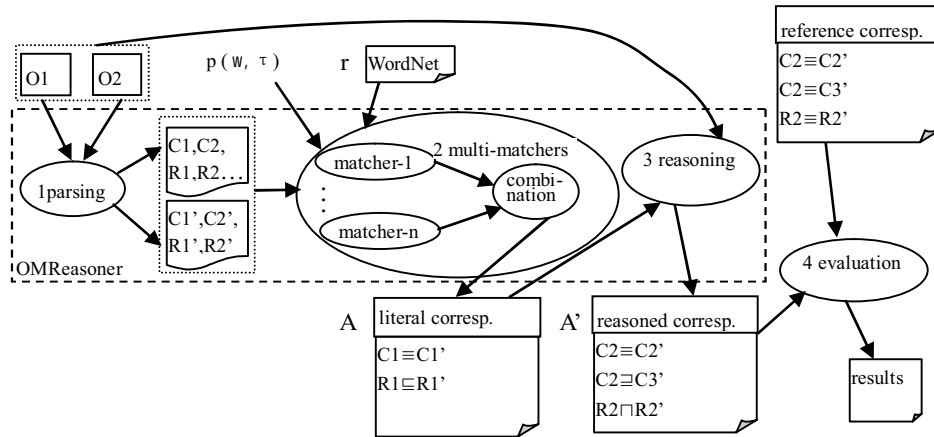 O1
O2
p(w, τ)
r
WordNet
reference corresp.
C2≡C2'
C2≡C3'
R2≡R2'
1parsing
C1,C2,
R1,R2...
C1',C2',
R1',R2'
matcher-1
2 multi-matchers
combi-
nation
matcher-n
3 reasoning
OMReasoner
4 evaluation
A
literal corresp.
C1≡C1'
R1⊑R1'
A'
reasoned corresp.
C2≡C2'
C2⊒C3'
R2⊓R2'
results